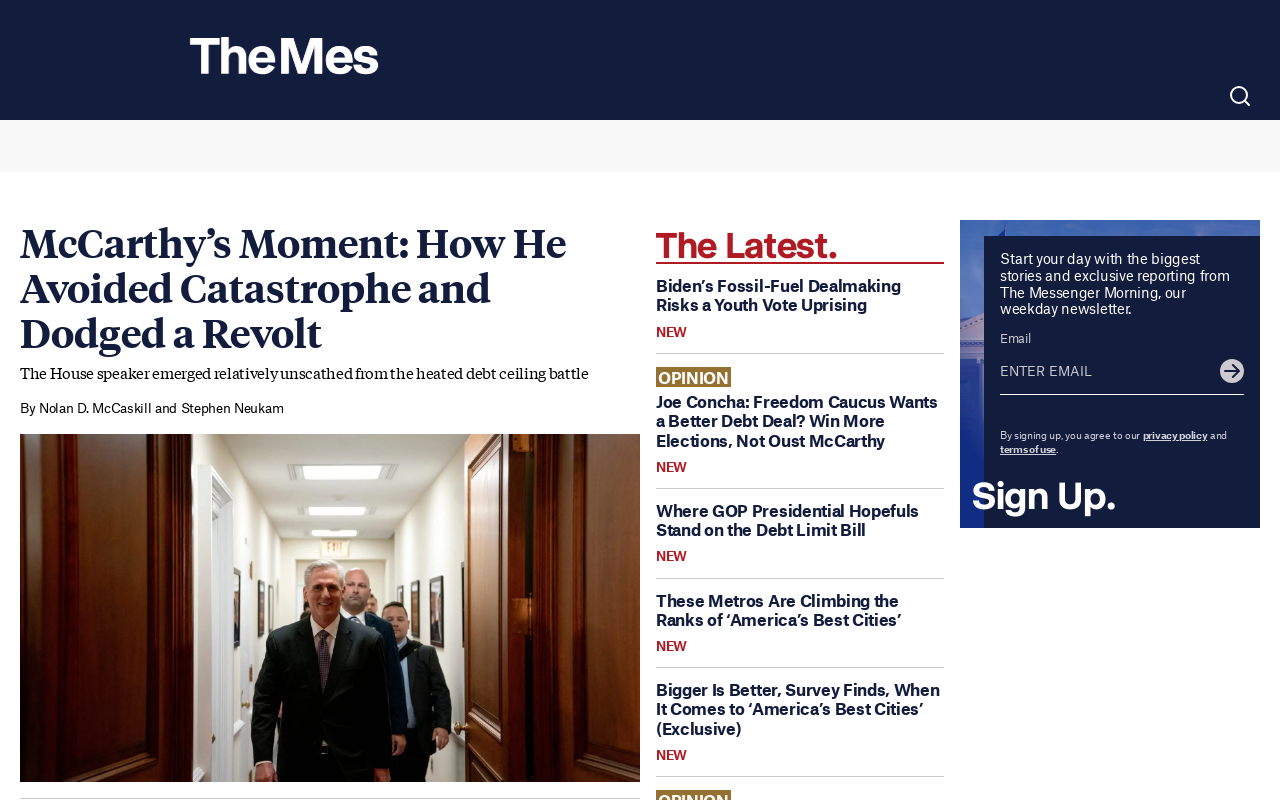 TheMes
McCarthy’s Moment: How He
Avoided Catastrophe and
Dodged a Revolt
The House speaker emerged relatively unscathed from the heated debt ceiling battle
By Nolan D. McCaskill and Stephen Neukam
EXIT
The Latest.
Biden’s Fossil-Fuel Dealmaking
Risks a Youth Vote Uprising
NEW
OPINION
Joe Concha: Freedom Caucus Wants
a Better Debt Deal? Win More
Elections, Not Oust McCarthy
NEW
Where GOP Presidential Hopefuls
Stand on the Debt Limit Bill
NEW
These Metros Are Climbing the
Ranks of ‘America’s Best Cities’
NEW
Bigger Is Better, Survey Finds, When
It Comes to ‘America’s Best Cities’
(Exclusive)
NEW
OPINION
Start your day with the biggest
stories and exclusive reporting from
The Messenger Morning, our
weekday newsletter.
Email
ENTER EMAIL
By signing up, you agree to our privacy policy and
terms of use.
Sign Up.